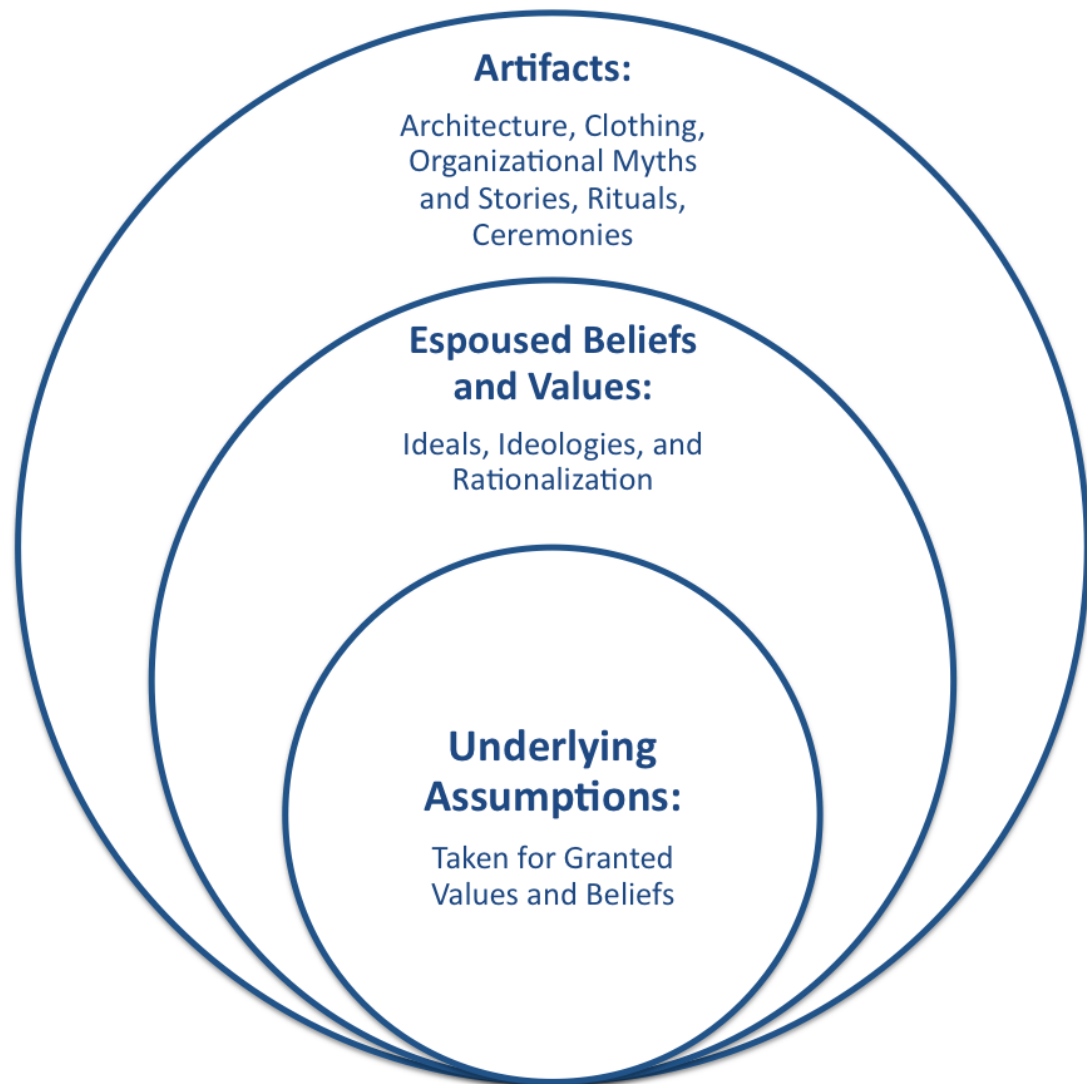 Artifacts:
Architecture, Clothing,
Organizational Myths
and Stories, Rituals,
Ceremonies
Espoused Beliefs
and Values:
Ideals, Ideologies, and
Rationalization
Underlying
Assumptions:
Taken for Granted
Values and Beliefs